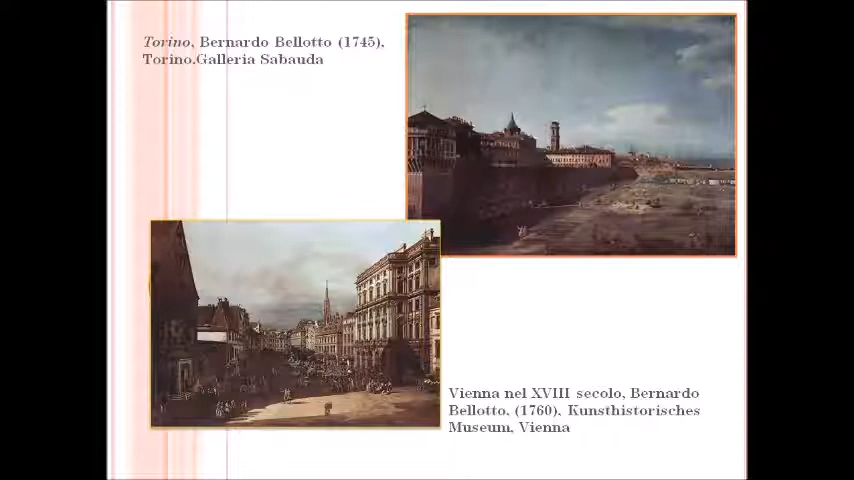 Torino, Bernardo Bellotto (1745),
Torino.Galleria Sabauda
Vienna nel XVIII secolo, Bernardo
Bellotto, (1760), Kunsthistorisches
Museum, Vienna